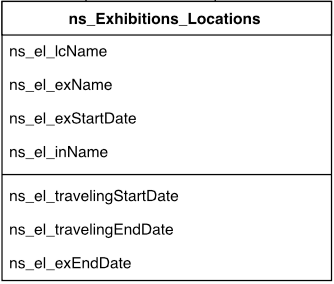 ns_Exhibitions_Locations
ns_el_lcName
ns_el_exName
ns_el_exStartDate
ns_el_inName
ns_el_travelingStartDate
ns_el_travelingEndDate
ns_el_exEndDate